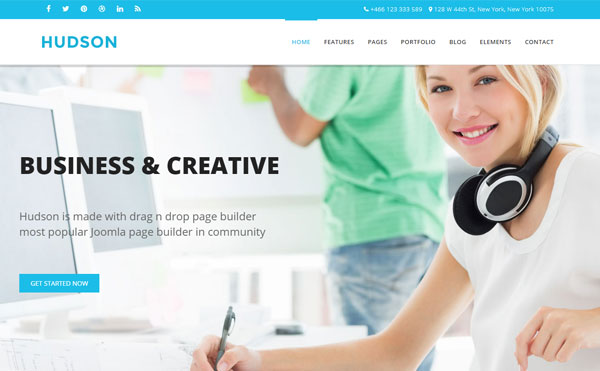 +466 123 333 589 128 W 44th St, New York, New York 10075
HUDSON
HOME FEATURES PAGES PORTFOLIO BLOG ELEMENTS CONTACT
BUSINESS & CREATIVE
Hudson is made with drag n drop page builder
most popular Joomla page builder in community
GET STARTED NOW